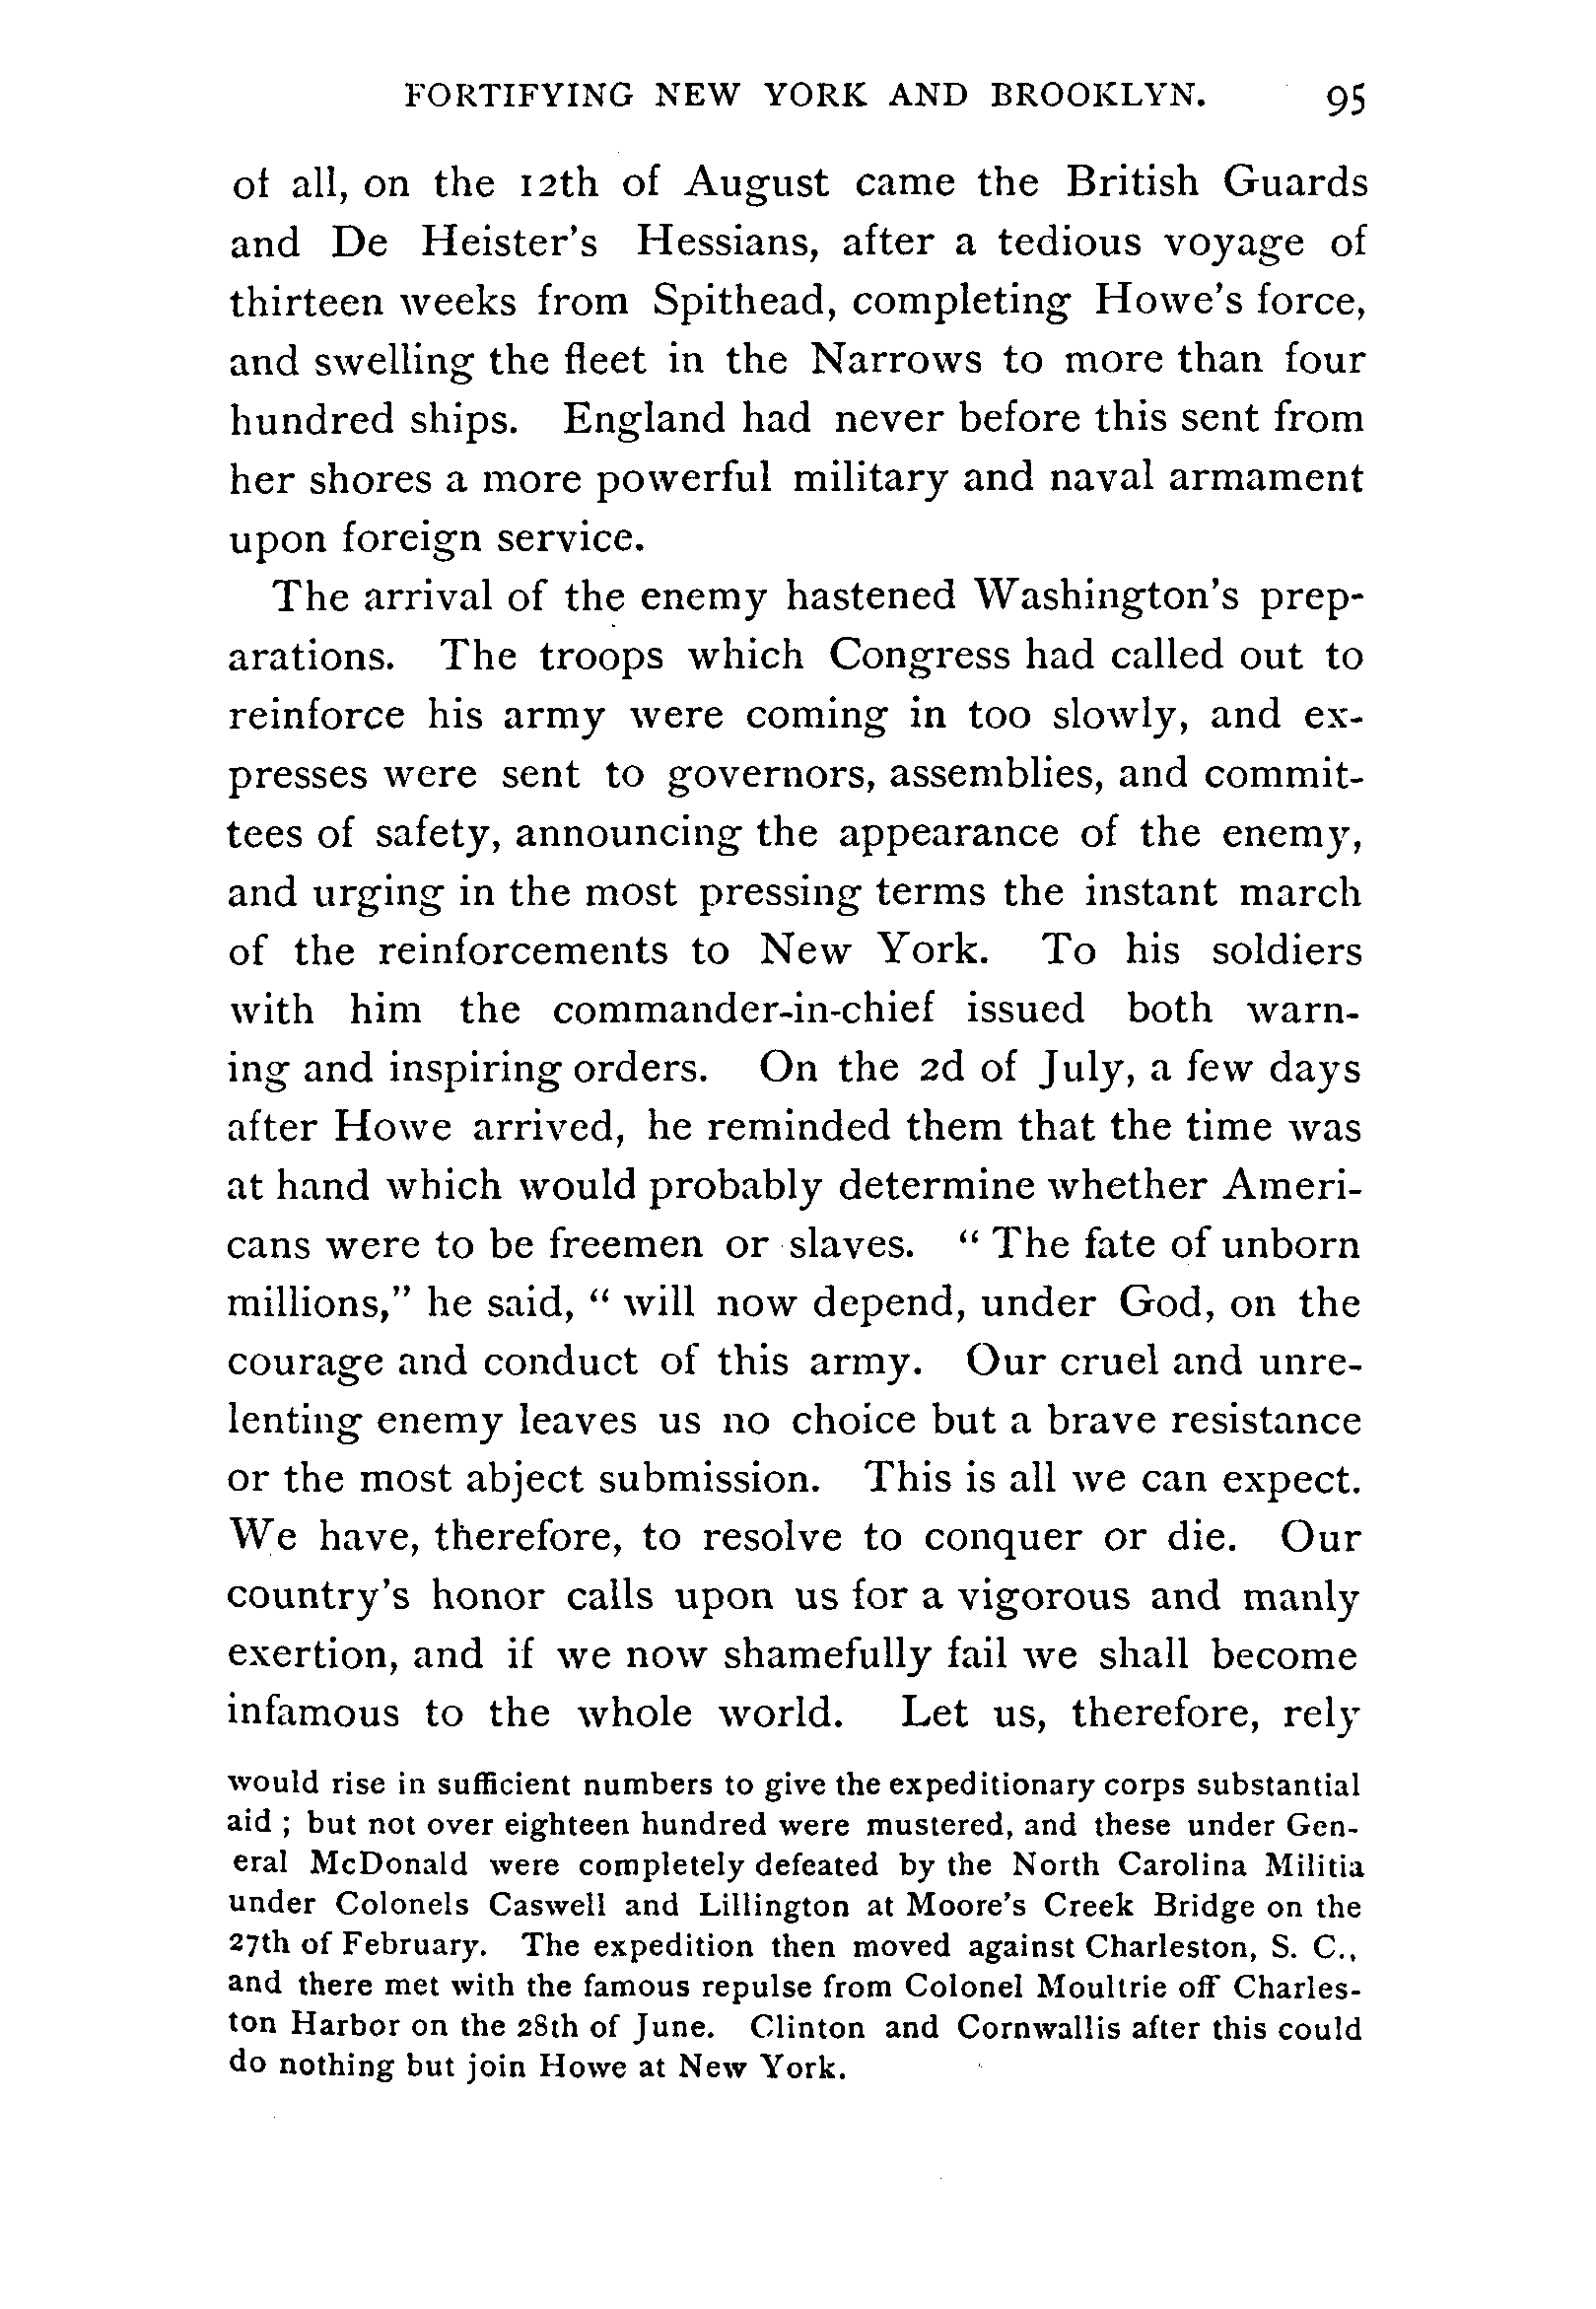 FORTIFYING NEW YORK AND BROOKLYN. 95
of all, on the 12th of August came the British Guards
and De Heister's Hessians, after a tedious voyage of
thirteen weeks from Spithead, completing Howe's force,
and swelling the fleet in the Narrows to more than four
hundred ships. England had never before this sent from
her shores a more powerful military and naval armament
upon foreign service.
The arrival of the enemy hastened Washington's prep-
arations. The troops which Congress had called out to
reinforce his army were coming in too slowly, and ex-
presses were sent to governors, assemblies, and commit-
tees of safety, announcing the appearance of the enemy,
and urging in the most pressing terms the instant march
of the reinforcements to New York. To his soldiers
with him the commander-in-chief issued both warn-
ing and inspiring orders. On the 2d of July, a few days
after Howe arrived, he reminded them that the time was
at hand which would probably determine whether Ameri-
cans were to be freemen or slaves. " The fate of unborn
millions," he said, " will now depend, under God, on the
courage and conduct of this army. Our cruel and unre-
lenting enemy leaves us no choice but a brave resistance
or the most abject submission. This is all we can expect.
We have, therefore, to resolve to conquer or die. Our
country's honor calls upon us for a vigorous and manly
exertion, and if we now shamefully fail we shall become
infamous to the whole world. Let us, therefore, rely
would rise in sufficient numbers to give the expeditionary corps substantial
aid ; but not over eighteen hundred were mustered, and these under Gen-
eral McDonald were completely defeated by the North Carolina Militia
under Colonels Caswell and Lillington at Moore's Creek Bridge on the
27th of February. The expedition then moved against Charleston, S. C.,
and there met with the famous repulse from Colonel Moultrie off Charles-
ton Harbor on the 28th of June. Clinton and Cornwallis after this could
do nothing but join Howe at New York.